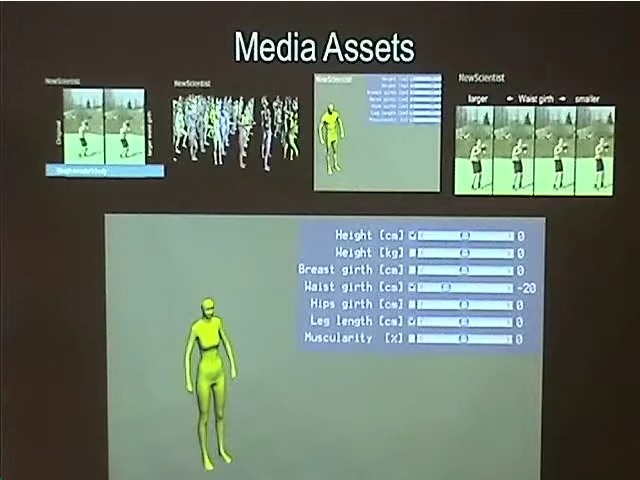 Media Assets
NewScientist
NewScientist
NewScientist
NewScientist
larger Waist girth smaller
Original
Height [cm] 0
Weight [kg] 0
Breast girth [cm] 0
Waist girth [cm] -20
Hips girth [cm] 0
Leg length [cm] 0
Muscularity [%] 0